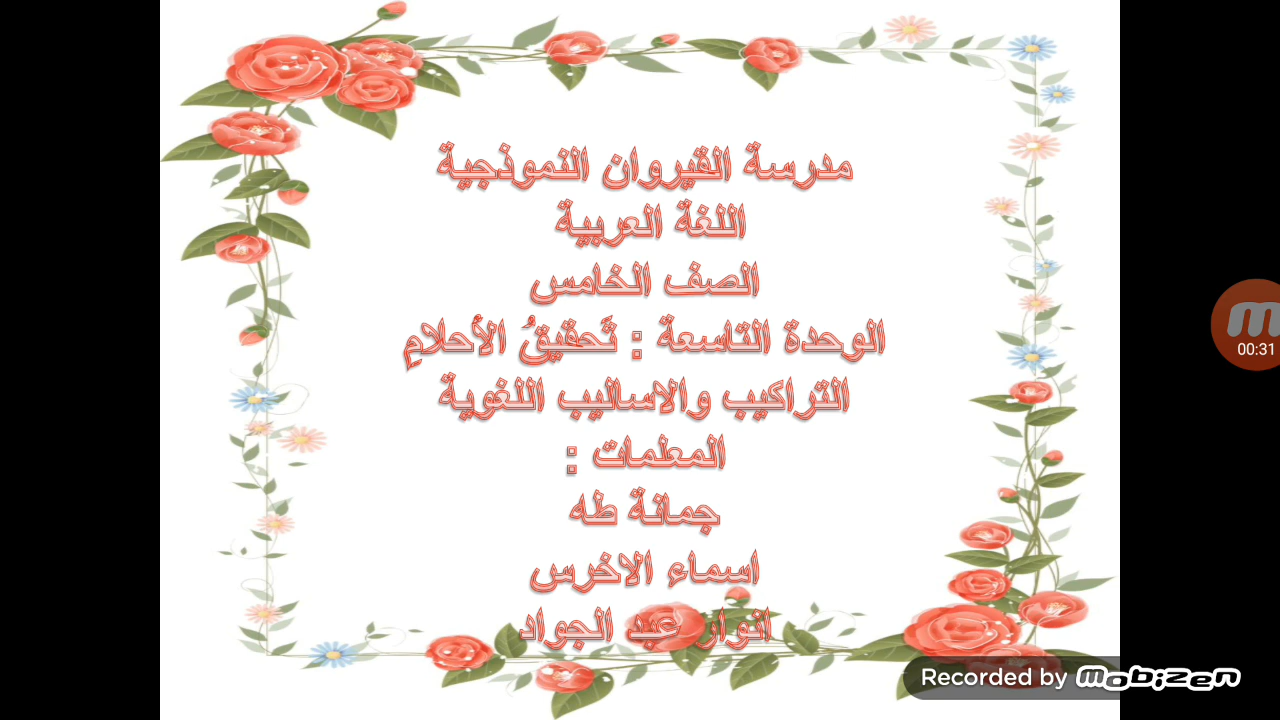 مدرسة القيروان النموذجية
اللغة العربية
الصف الخامس
الوحدة التاسعة : تَحقيقُ الأحلامِ
التراكيب والاساليب اللغوية
المعلمات :
جمانة طه
اسماء الاخرس
انوار عبد الجواد
00:31
Recorded by mobizen